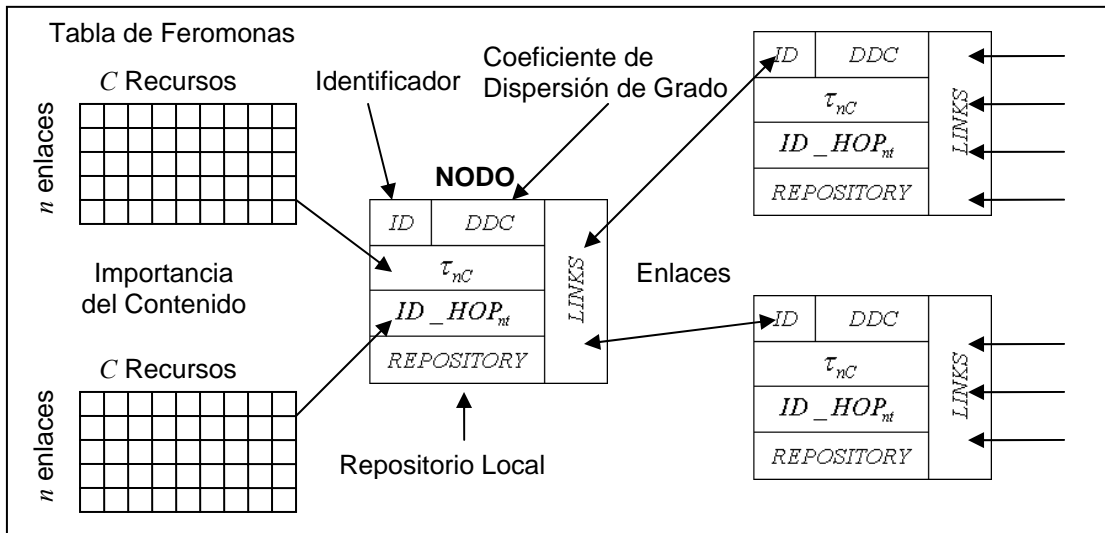 Tabla de Feromonas
C Recursos
n enlaces
Importancia
del Contenido
C Recursos
n enlaces
Identificador
Coeficiente de
Dispersión de Grado
NODO
ID DDC
τnC
ID_HOPnt
REPOSITORY
LINKS
Repositorio Local
Enlaces
ID DDC
τnC
ID_HOPnt
REPOSITORY
LINKS
ID DDC
τnC
ID_HOPnt
REPOSITORY
LINKS